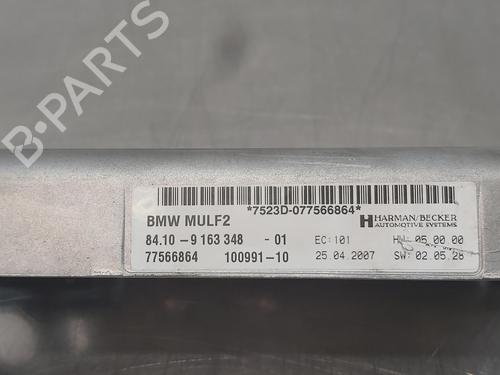 B-PARTS
*7523D-077566864*
BMW MULF2
HARMAN/BECKER
AUTOMOTIVE SYSTEMS
84.10-9 163 348 -01 EC:101 HW: 05.00.00
77566864 100991-10 25.04.2007 SW: 02.05.28